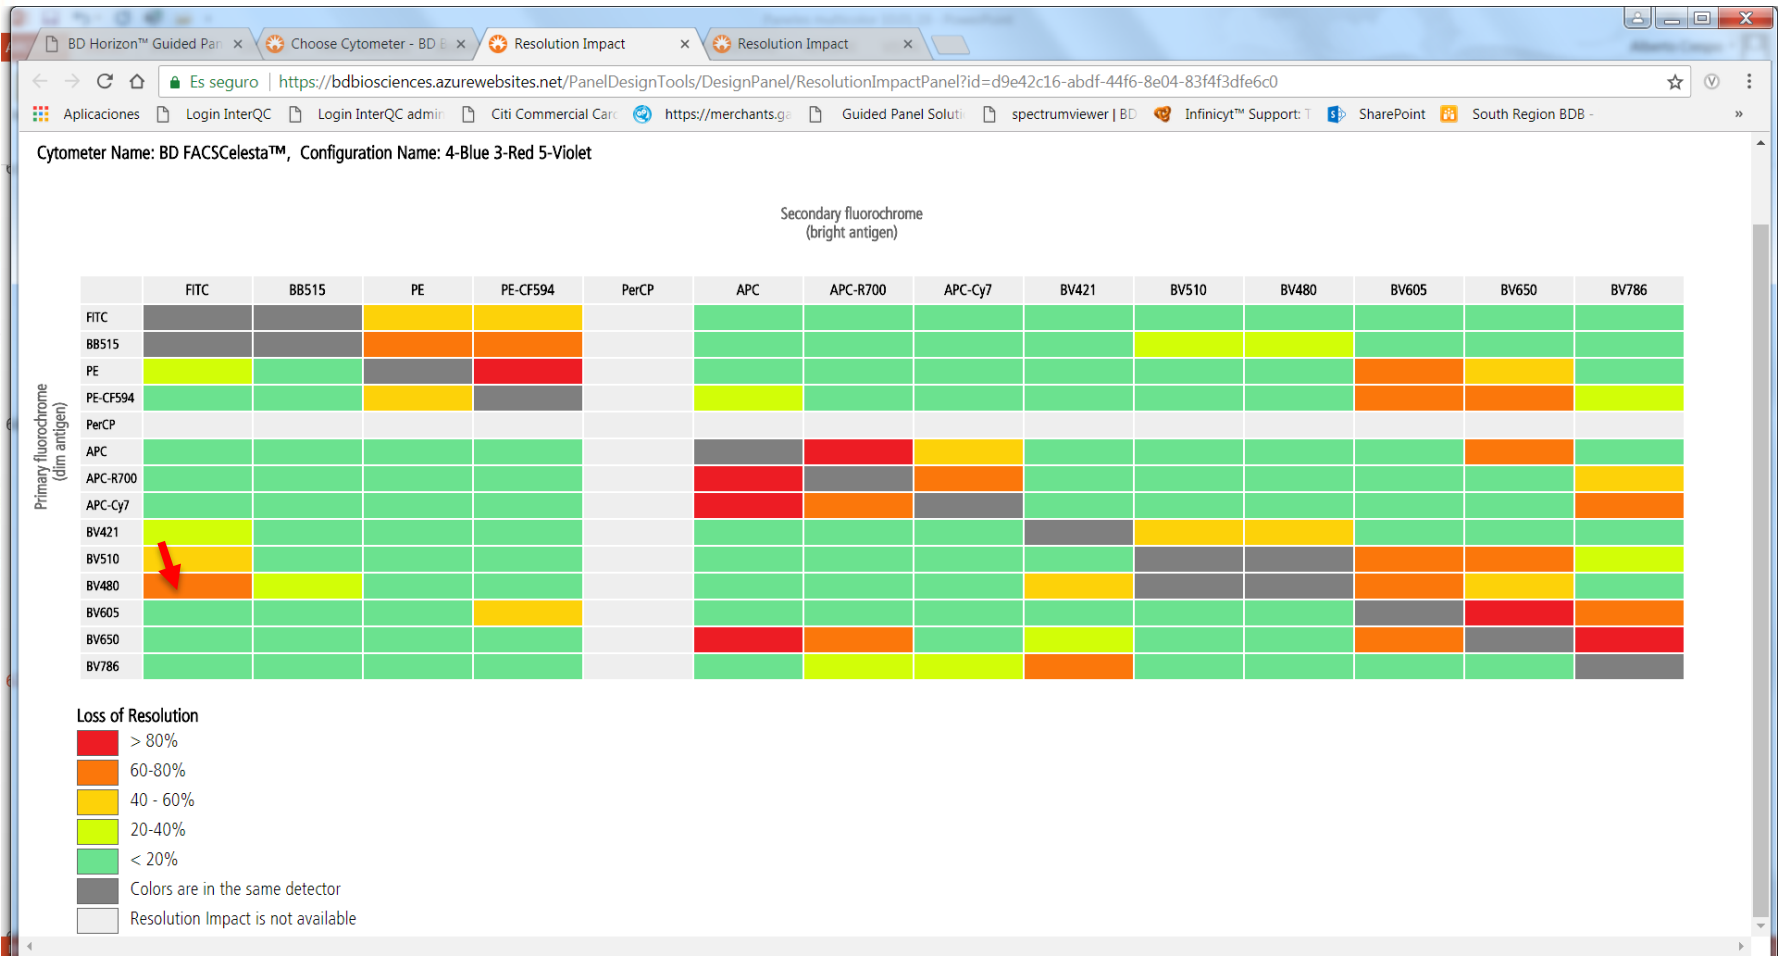 BD Horizon™ Guided Pan
Choose Cytometer - BD B
Resolution Impact
Resolution Impact
Es seguro
https://bdbiosciences.azurewebsites.net/PanelDesignTools/DesignPanel/ResolutionImpactPanel?id=d9e42c16-abdf-44f6-8e04-83f4f3dfe6c0
Aplicaciones
Login InterQC
Login InterQC admin
Citi Commercial Card
https://merchants.ga
Guided Panel Soluti
spectrumviewer | BD
Infinicyt™ Support: T
SharePoint
South Region BDB -
»
Cytometer Name: BD FACSCelesta™, Configuration Name: 4-Blue 3-Red 5-Violet
Secondary fluorochrome
(bright antigen)
FITC BB515 PE PE-CF594 PerCP APC APC-R700 APC-Cy7 BV421 BV510 BV480 BV605 BV650 BV786
Primary fluorochrome
(dim antigen)
FITC
BB515
PE
PE-CF594
PerCP
APC
APC-R700
APC-Cy7
BV421
BV510
BV480
BV605
BV650
BV786
Loss of Resolution
> 80%
60-80%
40 - 60%
20-40%
< 20%
Colors are in the same detector
Resolution Impact is not available